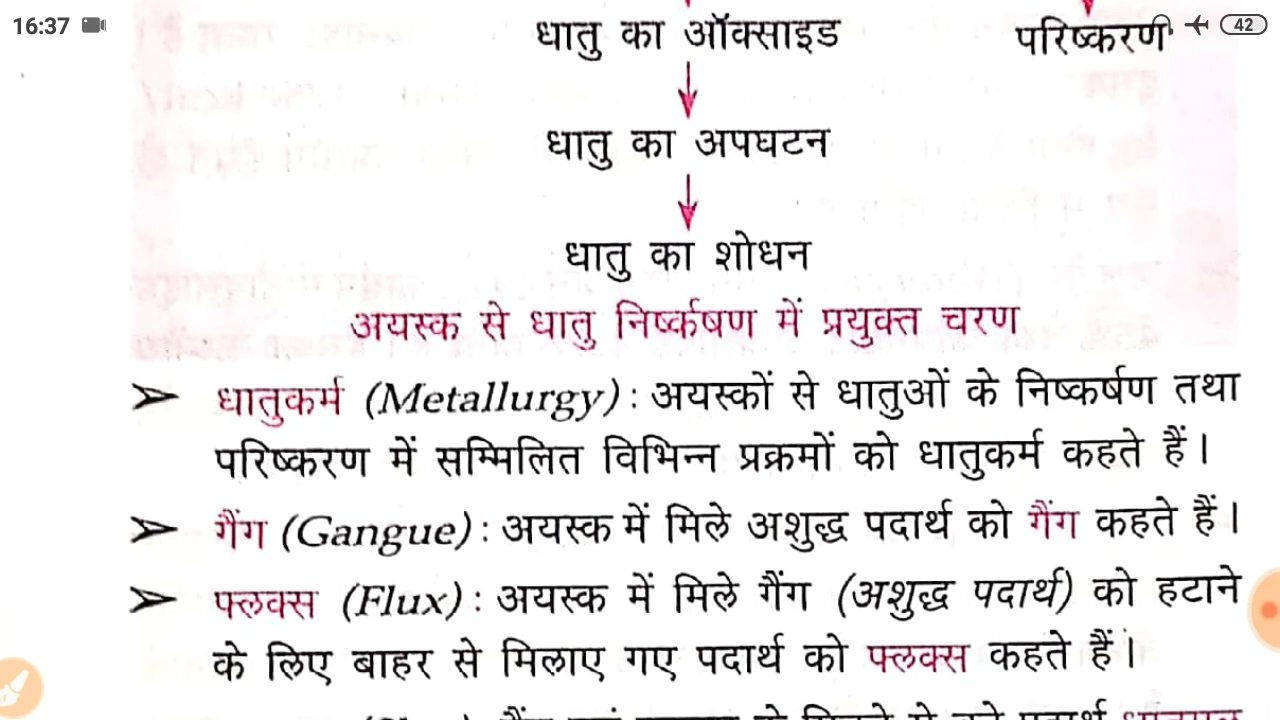 16:37
42
धातु का ऑक्साइड
परिष्करण
धातु का अपघटन
धातु का शोधन
अयस्क से धातु निष्र्कषण में प्रयुक्त चरण
➤ धातुकर्म (Metallurgy) : अयस्कों से धातुओं के निष्कर्षण तथा
परिष्करण में सम्मिलित विभिन्न प्रक्रमों को धातुकर्म कहते हैं।
➤ गैंग (Gangue) : अयस्क में मिले अशुद्ध पदार्थ को गैंग कहते हैं।
➤ फ्लक्स (Flux) : अयस्क में मिले गैंग (अशुद्ध पदार्थ) को हटाने
के लिए बाहर से मिलाए गए पदार्थ को फ्लक्स कहते हैं।